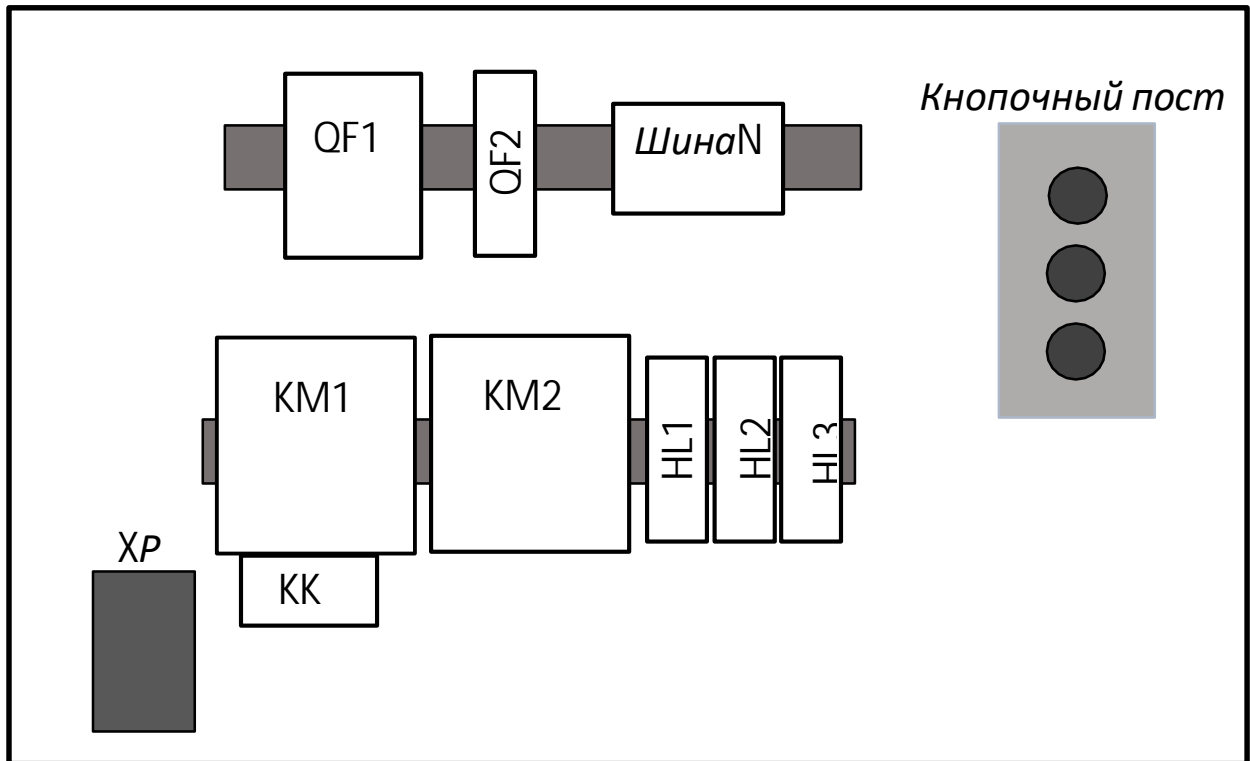 Кнопочный пост
QF1
QF2
ШинаN
KM1
KM2
HL1
HL2
HL3
XP
KK